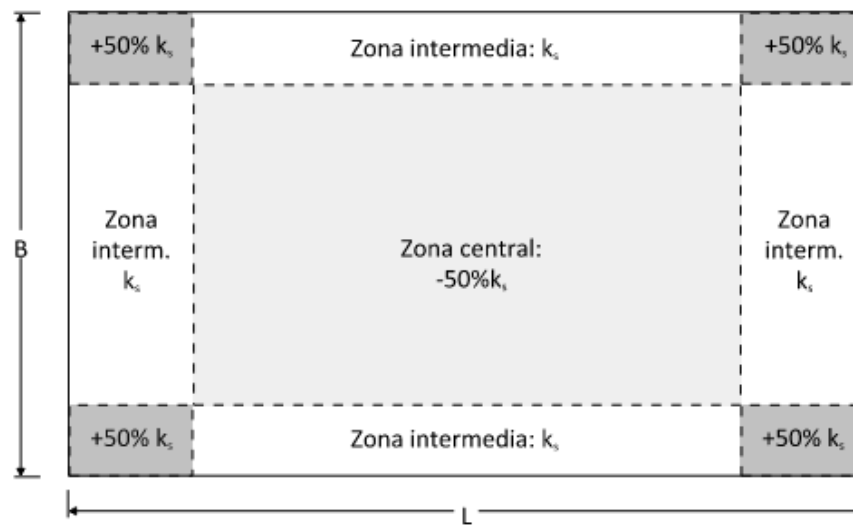 +50% kₛ
Zona intermedia: kₛ
+50% kₛ
B
Zona
interm.
kₛ
Zona central:
-50%kₛ
Zona
interm.
kₛ
+50% kₛ
Zona intermedia: kₛ
+50% kₛ
L